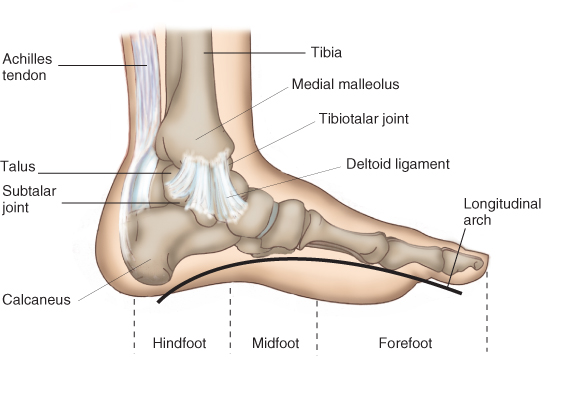 Achilles
tendon
Tibia
Medial malleolus
Tibiotalar joint
Talus
Deltoid ligament
Subtalar
joint
Longitudinal
arch
Calcaneus
Hindfoot
Midfoot
Forefoot